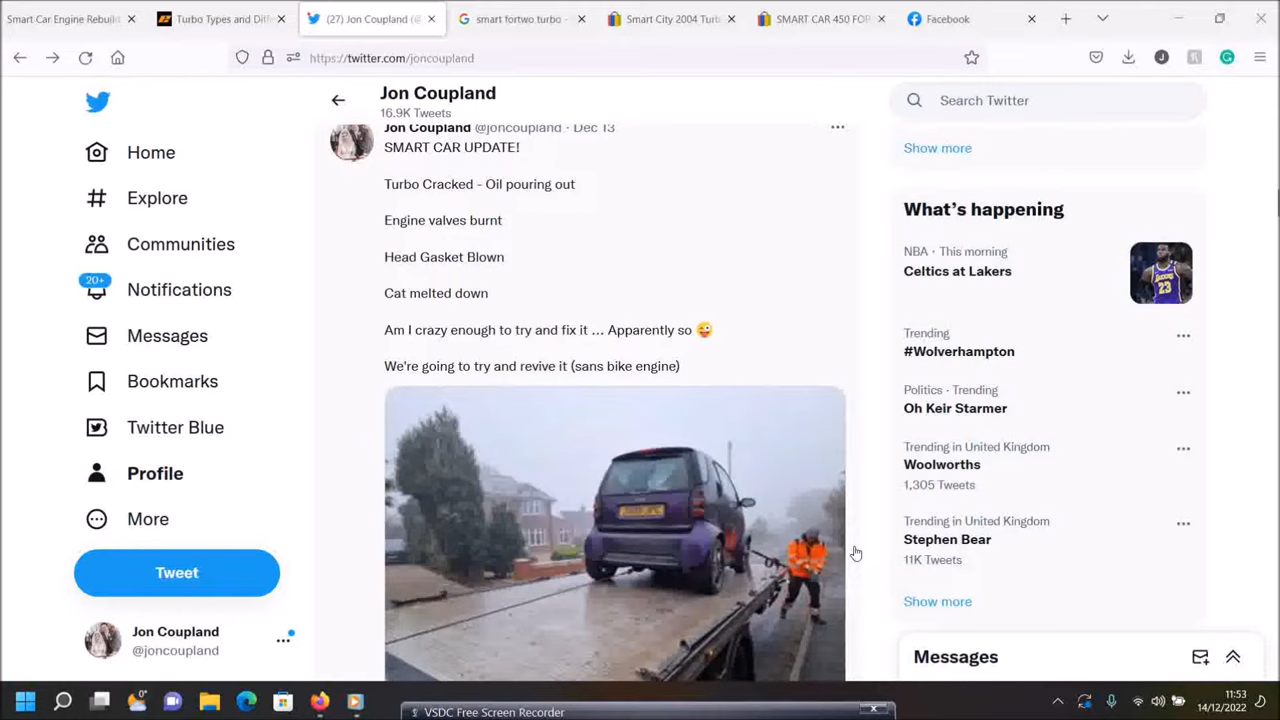 Smart Car Engine Rebuild
Turbo Types and Diffe
(27) Jon Coupland (@
smart fortwo turbo -
Smart City 2004 Turb
SMART CAR 450 FOR
Facebook
https://twitter.com/joncoupland
Jon Coupland
16.9K Tweets
Search Twitter
Home
Explore
Communities
20+
Notifications
Messages
Bookmarks
Twitter Blue
Profile
More
Tweet
Jon Coupland
@joncoupland
Jon Coupland @joncoupland · Dec 13
SMART CAR UPDATE!
Turbo Cracked - Oil pouring out
Engine valves burnt
Head Gasket Blown
Cat melted down
Am I crazy enough to try and fix it ... Apparently so 😜
We're going to try and revive it (sans bike engine)
Show more
What's happening
NBA · This morning
Celtics at Lakers
23
Trending
#Wolverhampton
Politics · Trending
Oh Keir Starmer
Trending in United Kingdom
Woolworths
1,305 Tweets
Trending in United Kingdom
Stephen Bear
11K Tweets
Show more
Messages
VSDC Free Screen Recorder
11:53
14/12/2022